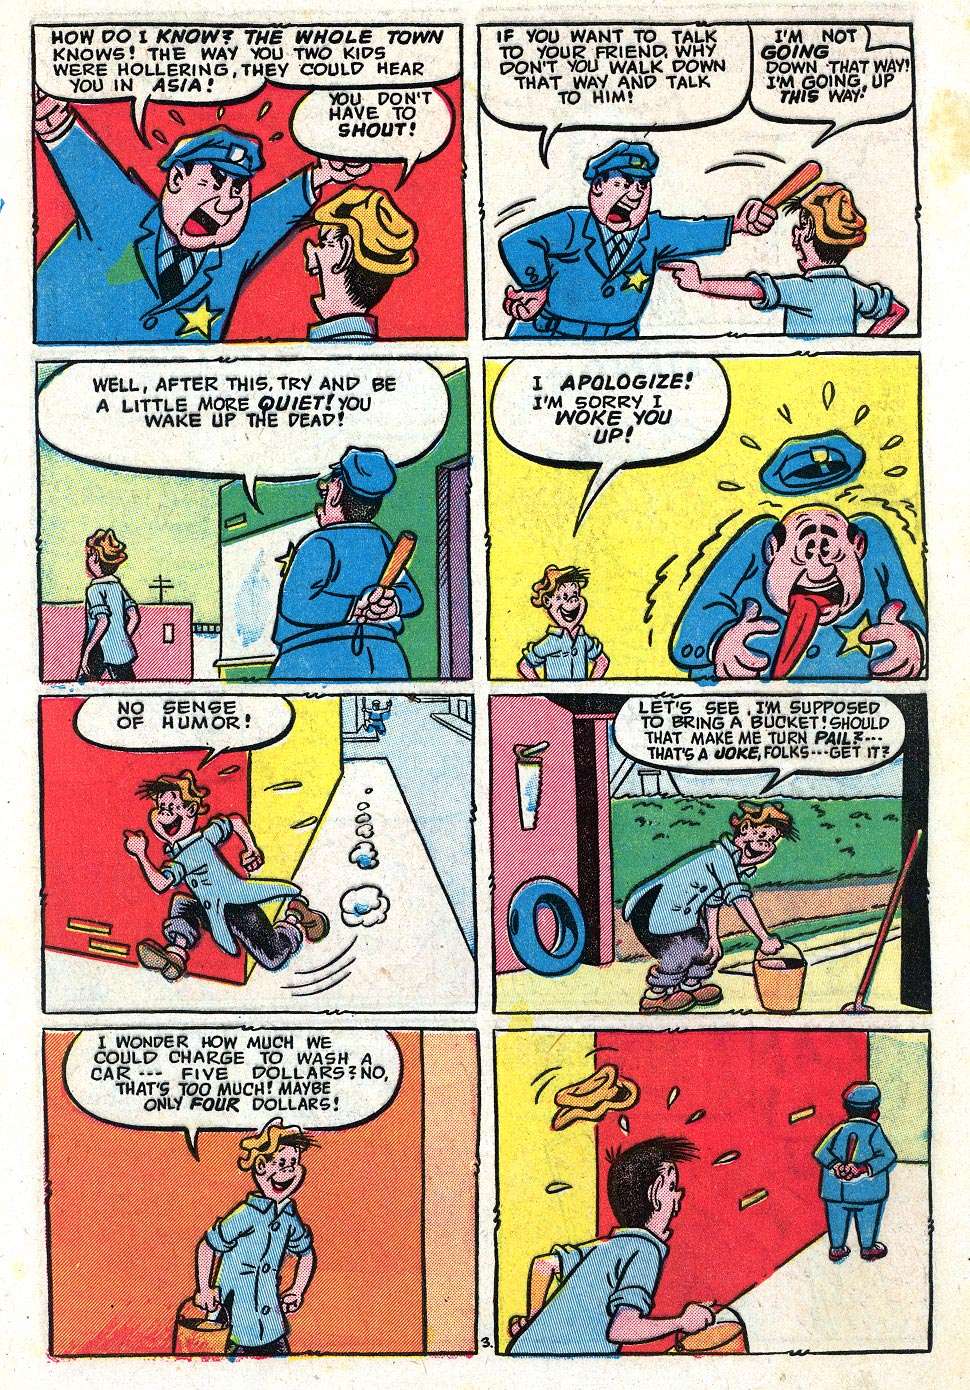 HOW DO I KNOW? THE WHOLE TOWN
KNOWS! THE WAY YOU TWO KIDS
WERE HOLLERING, THEY COULD HEAR
YOU IN ASIA!
YOU DON'T
HAVE TO
SHOUT!
IF YOU WANT TO TALK
TO YOUR FRIEND, WHY
DON'T YOU WALK DOWN
THAT WAY AND TALK
TO HIM!
I'M NOT
GOING
DOWN THAT WAY!
I'M GOING UP
THIS WAY!
WELL, AFTER THIS, TRY AND BE
A LITTLE MORE QUIET! YOU
WAKE UP THE DEAD!
I APOLOGIZE!
I'M SORRY I
WOKE YOU
UP!
NO SENSE
OF HUMOR!
LET'S SEE, I'M SUPPOSED
TO BRING A BUCKET! SHOULD
THAT MAKE ME TURN PAIL?---
THAT'S A JOKE, FOLKS---GET IT?
I WONDER HOW MUCH WE
COULD CHARGE TO WASH A
CAR --- FIVE DOLLARS? NO,
THAT'S TOO MUCH! MAYBE
ONLY FOUR DOLLARS!
3.